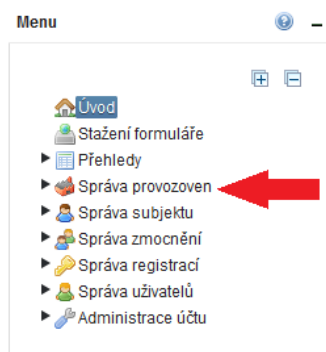 Menu
Úvod
Stažení formuláře
Přehledy
Správa provozoven
Správa subjektu
Správa zmocnění
Správa registrací
Správa uživatelů
Administrace účtu